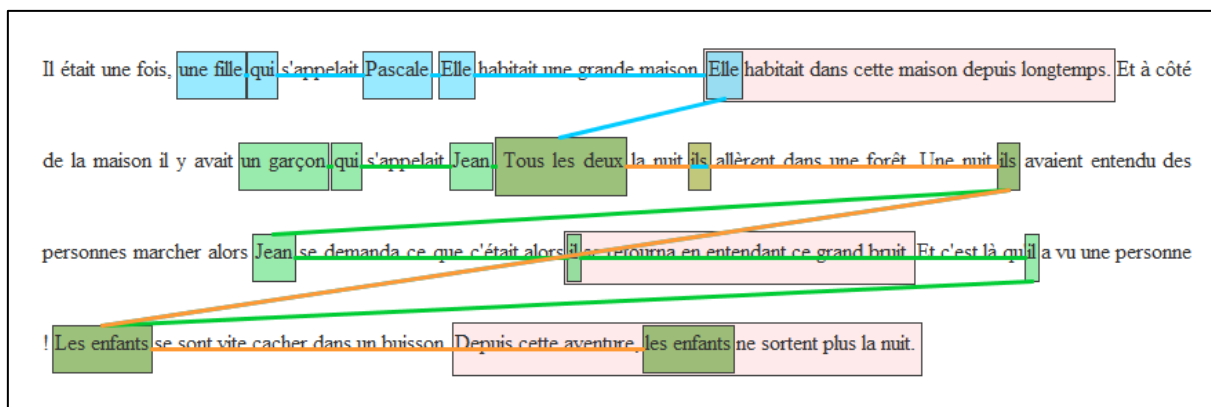 Il était une fois, une fille qui s'appelait Pascale Elle habitait une grande maison Elle habitait dans cette maison depuis longtemps. Et à côté
de la maison il y avait un garçon qui s'appelait Jean Tous les deux la nuit ils allèrent dans une forêt. Une nuit ils avaient entendu des
personnes marcher alors Jean se demanda ce que c'était alors il se retourna en entendant ce grand bruit. Et c'est là qu'il a vu une personne
! Les enfants se sont vite cacher dans un buisson. Depuis cette aventure, les enfants ne sortent plus la nuit.